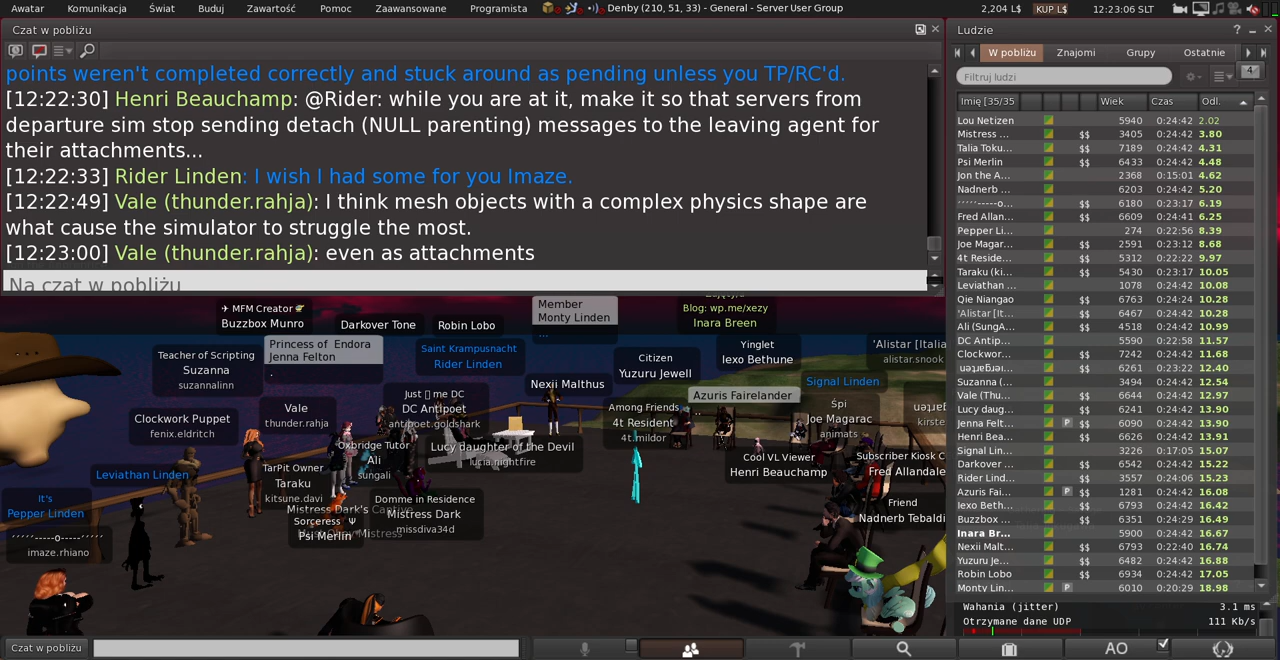 Awatar Komunikacja Świat Buduj Zawartość Pomoc Zaawansowane Programista Denby (210, 51, 33) - General - Server User Group 2,204 L$ KUP L$ 12:23:06 SLT
Czat w pobliżu
points weren't completed correctly and stuck around as pending unless you TP/RC'd.
[12:22:30] Henri Beauchamp: @Rider: while you are at it, make it so that servers from
departure sim stop sending detach (NULL parenting) messages to the leaving agent for
their attachments...
[12:22:33] Rider Linden: I wish I had some for you Imaze.
[12:22:49] Vale (thunder.rahja): I think mesh objects with a complex physics shape are
what cause the simulator to struggle the most.
[12:23:00] Vale (thunder.rahja): even as attachments
Na czat w pobliżu
MFM Creator
Buzzbox Munro
Darkover Tone
Robin Lobo
Member
Monty Linden
...
Blog: wp.me/xezy
Inara Breen
Teacher of Scripting
Suzanna
suzannalinn
Princess of Endora
Jenna Felton
.
Saint Krampusnacht
Rider Linden
Nexii Malthus
Citizen
Yuzuru Jewell
Yinglet
Iexo Bethune
'Alistar [Italia
alistar.snook
Signal Linden
Azuris Fairelander
Clockwork Puppet
fenix.eldritch
Vale
thunder.rahja
DC Antipoet
antipoet.goldshark
Among Friends
4t Resident
4t.mildor
Śpi
Joe Magarac
animats
kirste
Oxbridge Tutor
Ali
sungali
Lucy daughter of the Devil
lucia.nightfire
Cool VL Viewer
Henri Beauchamp
Subscriber Kiosk C
Fred Allandale
Leviathan Linden
TarPit Owner
Taraku
kitsune.davi
Domme in Residence
Mistress Dark
missdiva34d
Friend
Nadnerb Tebaldi
It's
Pepper Linden
Mistress Dark's Captive
Sorceress Ψ
Psi Merlin
imaze.rhiano
Czat w pobliżu
AO
Ludzie
W pobliżu Znajomi Grupy Ostatnie
Filtruj ludzi
4
Imię [35/35 Wiek Czas Odl.
Lou Netizen 5940 0:24:42 2.02
Mistress ... $$ 3405 0:24:42 3.80
Talia Toku... $$ 7189 0:24:42 4.31
Psi Merlin $$ 6433 0:24:42 4.48
Jon the A... 2368 0:15:01 4.62
Nadnerb ... $$ 6203 0:24:42 5.20
′′′′′-----o... $$ 6180 0:23:17 6.19
Fred Allan... $$ 6609 0:24:41 6.25
Pepper Li... 274 0:22:56 8.39
Joe Magar... $$ 2591 0:23:12 8.68
4t Reside... $$ 5312 0:22:22 9.97
Taraku (ki... $$ 5430 0:23:17 10.05
Leviathan ... 1078 0:24:42 10.08
Qie Niangao $$ 6763 0:24:24 10.28
'Alistar [It... $$ 6467 0:24:42 10.28
Ali (SungA... $$ 4518 0:24:42 10.99
DC Antip... 5590 0:22:58 11.57
Clockwor... $$ 7242 0:24:42 11.68
$$ 6261 0:23:22 12.40
Suzanna (... 3494 0:24:42 12.54
Vale (Thu... $$ 6644 0:24:42 12.97
Lucy daug... $$ 6241 0:24:42 13.90
Jenna Felt... P $$ 6090 0:24:42 13.90
Henri Bea... $$ 6626 0:24:42 13.91
Signal Lin... 3226 0:17:05 15.07
Darkover ... $$ 6542 0:24:42 15.22
Rider Lind... $$ 3557 0:24:06 15.23
Azuris Fai... P $$ 1281 0:24:42 16.08
Iexo Beth... $$ 6793 0:24:42 16.42
Buzzbox ... $$ 6351 0:24:29 16.49
Inara Br... 5900 0:24:42 16.67
Nexii Malt... $$ 6793 0:22:40 16.74
Yuzuru Je... $$ 6482 0:24:42 16.88
Robin Lobo $$ 6934 0:24:42 17.05
Monty Lin... P 6010 0:20:29 18.98
Wahania (jitter) 3.1 ms
Otrzymane dane UDP 111 Kb/s